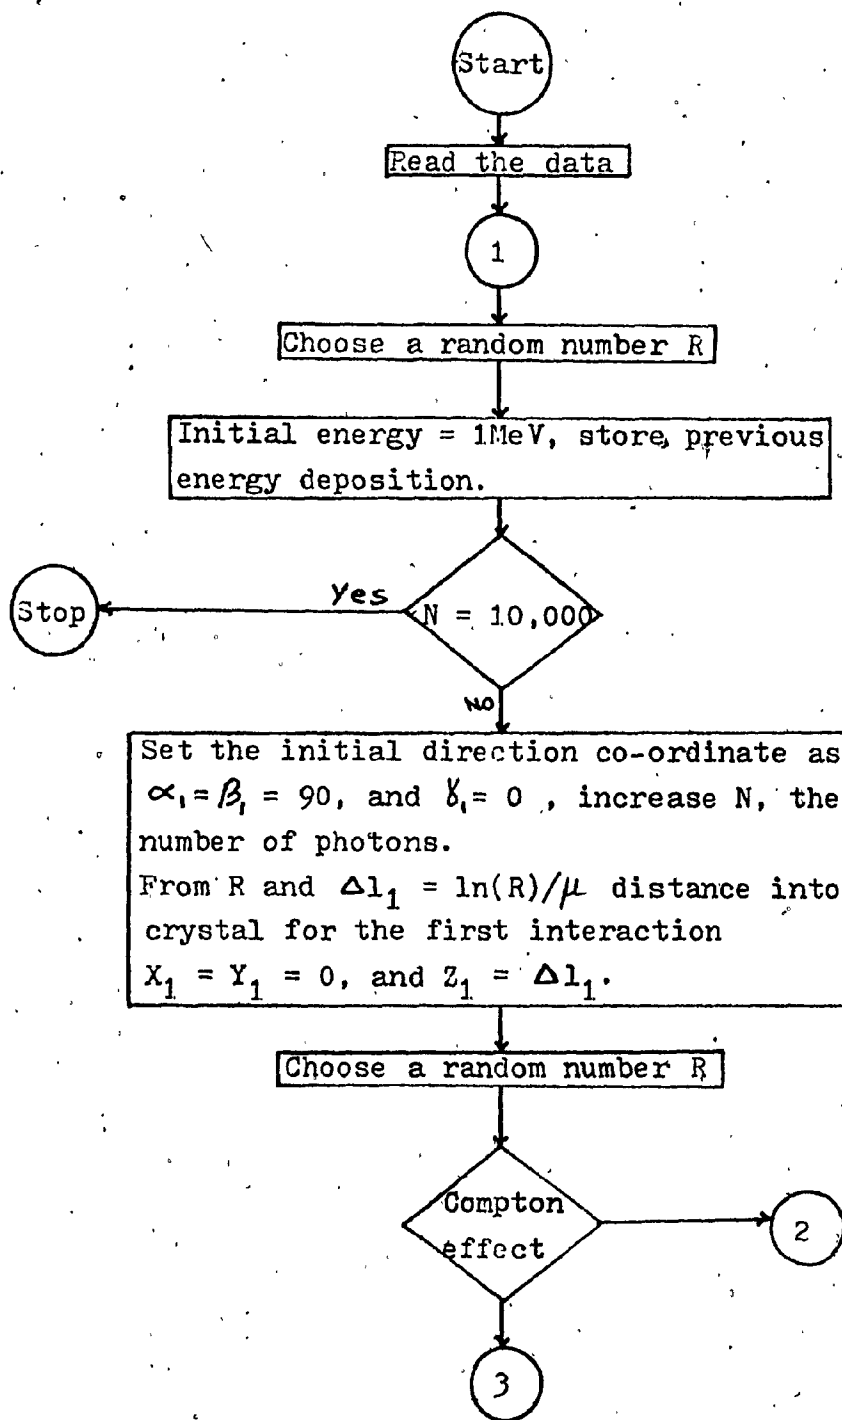 Start
Read the data
1
Choose a random number R
Initial energy = 1MeV, store previous
energy deposition.
Yes
Stop
N = 10,000
NO
Set the initial direction co-ordinate as
α₁ = β₁ = 90, and γ₁ = 0 , increase N, the
number of photons.
From R and Δl₁ = ln(R)/μ distance into
crystal for the first interaction
X₁ = Y₁ = 0, and Z₁ = Δl₁.
Choose a random number R
Compton
effect
2
3